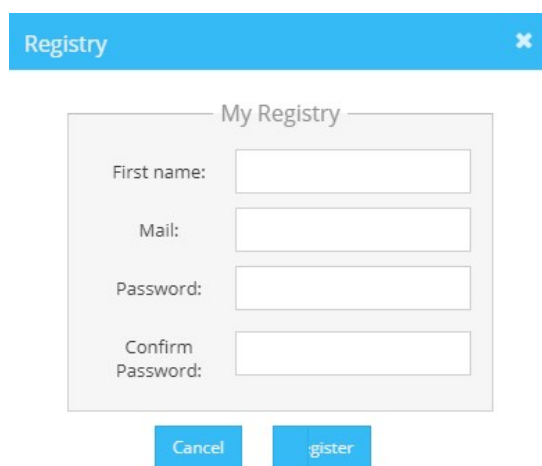 Registry
My Registry
First name:
Mail:
Password:
Confirm
Password:
Cancel
gister